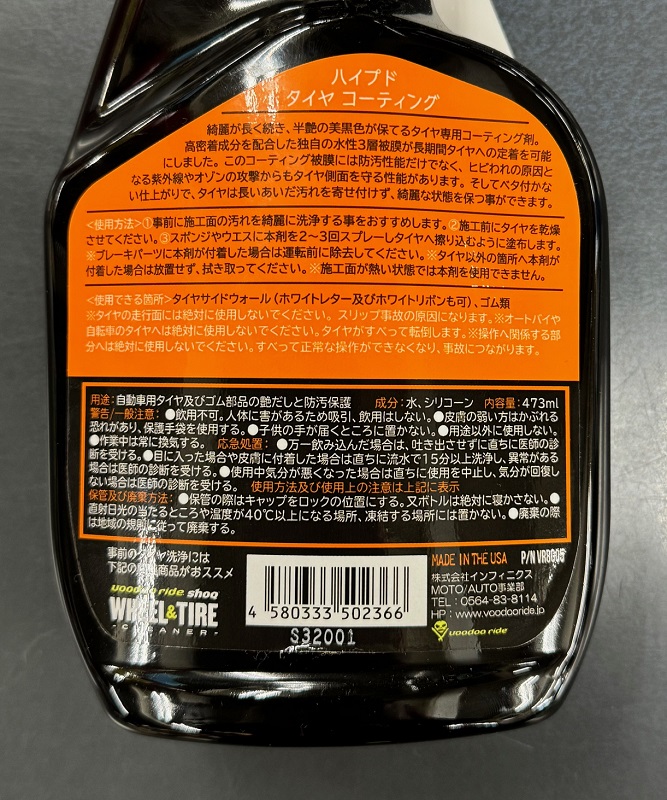 ハイプド
タイヤ コーティング
綺麗が長く続き、半艶の美黒色が保てるタイヤ専用コーティング剤。
高密着成分を配合した独自の水性3層被膜が長期間タイヤへの定着を可能
にしました。このコーティング被膜には防汚性能だけでなく、ヒビわれの原因と
なる紫外線やオゾンの攻撃からもタイヤ側面を守る性能があります。そしてベタ付かな
い仕上がりで、タイヤは長いあいだ汚れを寄せ付けず、綺麗な状態を保つ事ができます。
<使用方法>①事前に施工面の汚れを綺麗に洗浄する事をおすすめします。②施工前にタイヤを乾燥
させてください。③スポンジやウエスに本剤を2〜3回スプレーしタイヤへ擦り込むように塗布します。
※ブレーキパーツに本剤が付着した場合は運転前に除去してください。※タイヤ以外の箇所へ本剤が
付着した場合は放置せず、拭き取ってください。※施工面が熱い状態では本剤を使用できません。
<使用できる箇所>タイヤサイドウォール(ホワイトレター及びホワイトリボンも可)、ゴム類
※タイヤの走行面には絶対に使用しないでください。スリップ事故の原因になります。※オートバイや
自転車のタイヤへは絶対に使用しないでください。タイヤがすべって転倒します。※操作へ関係する部
分へは絶対に使用しないでください。すべって正常な操作ができなくなり、事故につながります。
用途:自動車用タイヤ及びゴム部品の艶だしと防汚保護 成分:水、シリコーン 内容量:473ml
警告/一般注意:●飲用不可。人体に害があるため吸引、飲用はしない。●皮膚の弱い方はかぶれる
恐れがあり、保護手袋を使用する。●子供の手が届くところに置かない。●用途以外に使用しない。
●作業中は常に換気する。 応急処置:●万一飲み込んだ場合は、吐き出させずに直ちに医師の診
断を受ける。●目に入った場合や皮膚に付着した場合は直ちに流水で15分以上洗浄し、異常がある
場合は医師の診断を受ける。●使用中気分が悪くなった場合は直ちに使用を中止し、気分が回復し
ない場合は医師の診断を受ける。 使用方法及び使用上の注意は上記に表示
保管及び廃棄方法:●保管の際はキャップをロックの位置にする。又ボトルは絶対に寝かさない。●
直射日光の当たるところや温度が40℃以上になる場所、凍結する場所には置かない。●廃棄の際
は地域の規則に従って廃棄する。
事前のタイヤ洗浄には
下記の商品がおススメ
voodoo ride shoq
WHEEL&TIRE
-CLEANER-
4 580333 502366
S32001
MADE IN THE USA P/N VR8005
株式会社インフィニクス
MOTO/AUTO事業部
TEL:0564-83-8114
HP:www.voodooride.jp
voodoo ride